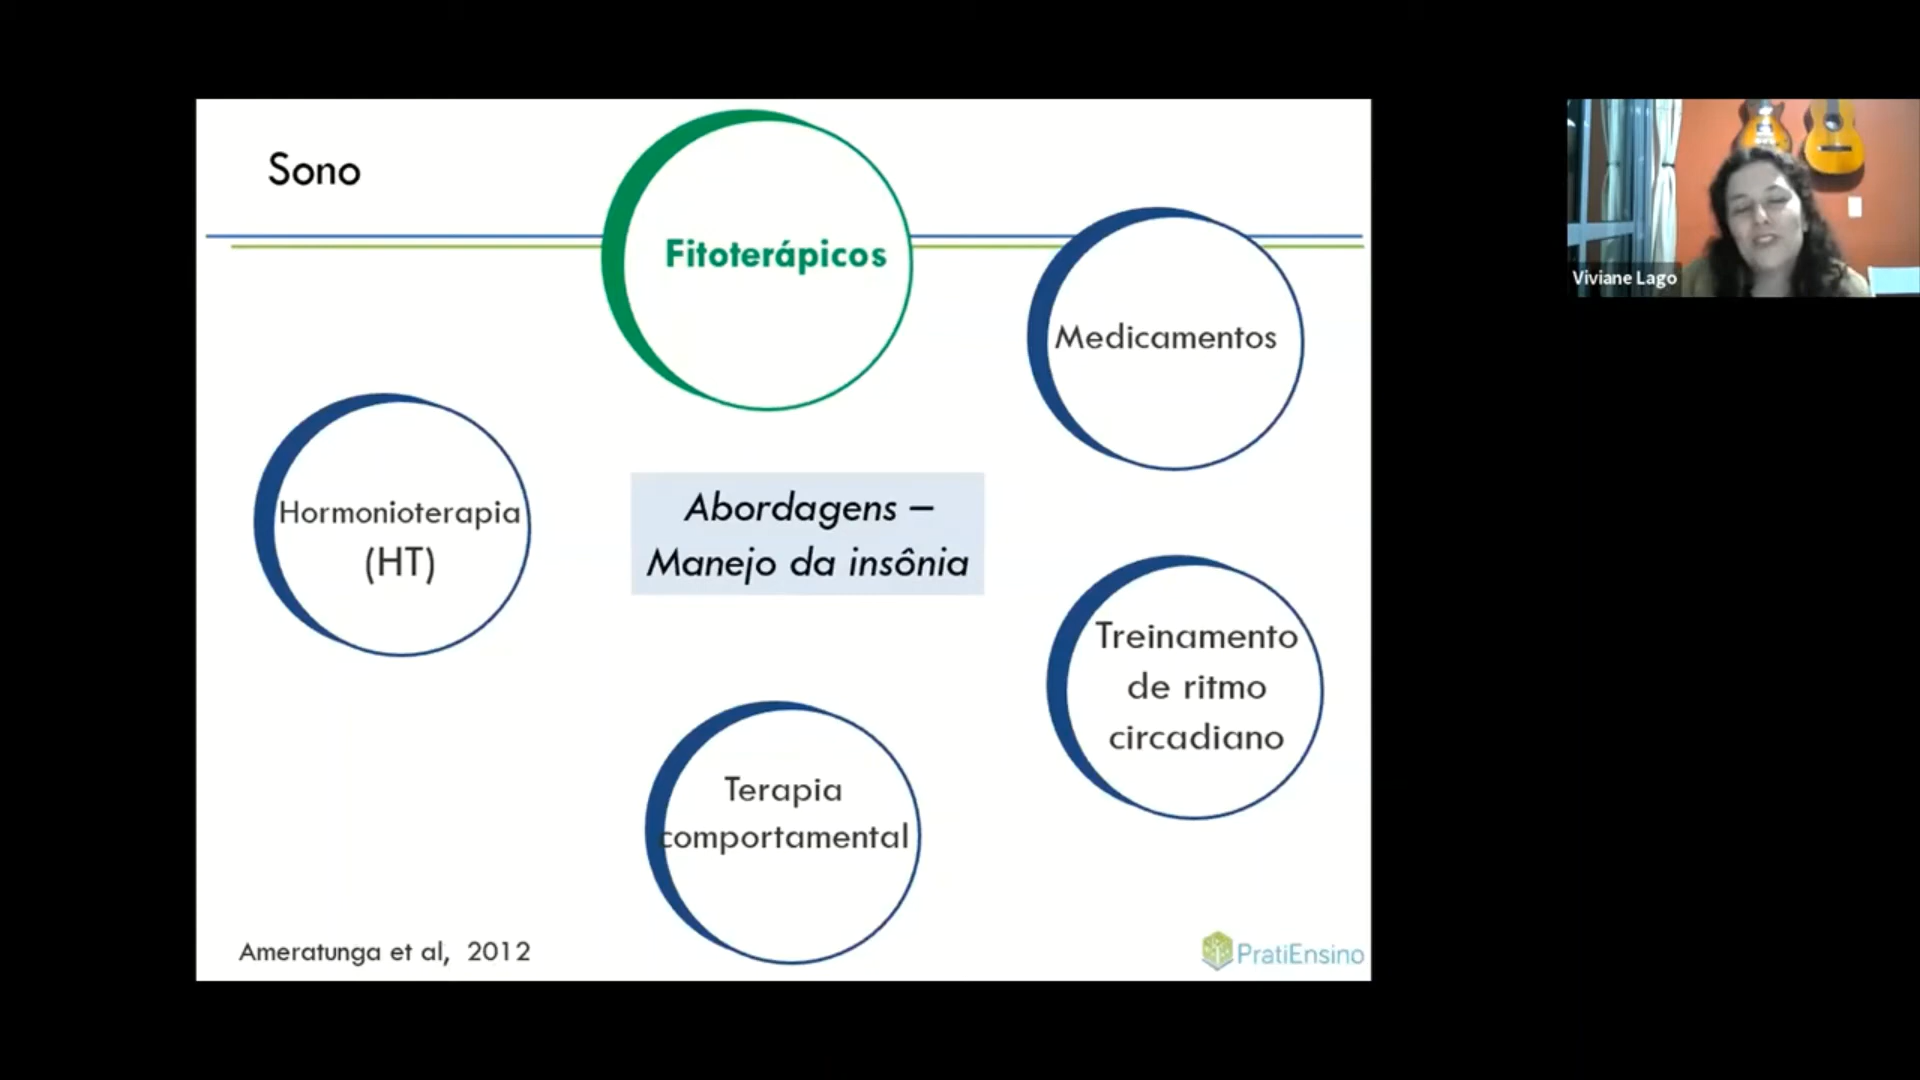 Sono
Fitoterápicos
Medicamentos
Hormonioterapia
(HT)
Abordagens –
Manejo da insônia
Treinamento
de ritmo
circadiano
Terapia
comportamental
Ameratunga et al, 2012
PratiEnsino
Viviane Lago